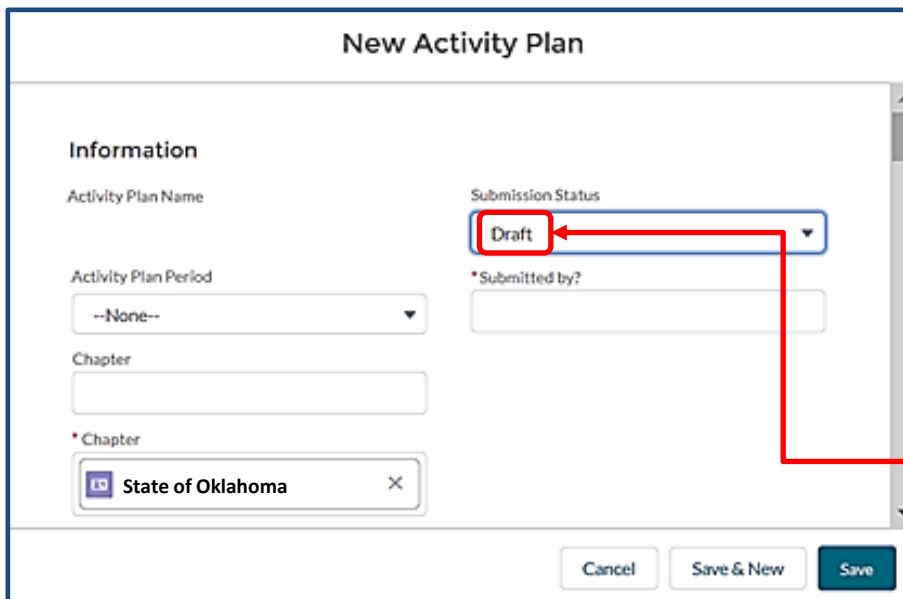 New Activity Plan
Information
Activity Plan Name
Submission Status
Draft
Activity Plan Period
*Submitted by?
--None--
Chapter
* Chapter
State of Oklahoma
Cancel
Save & New
Save